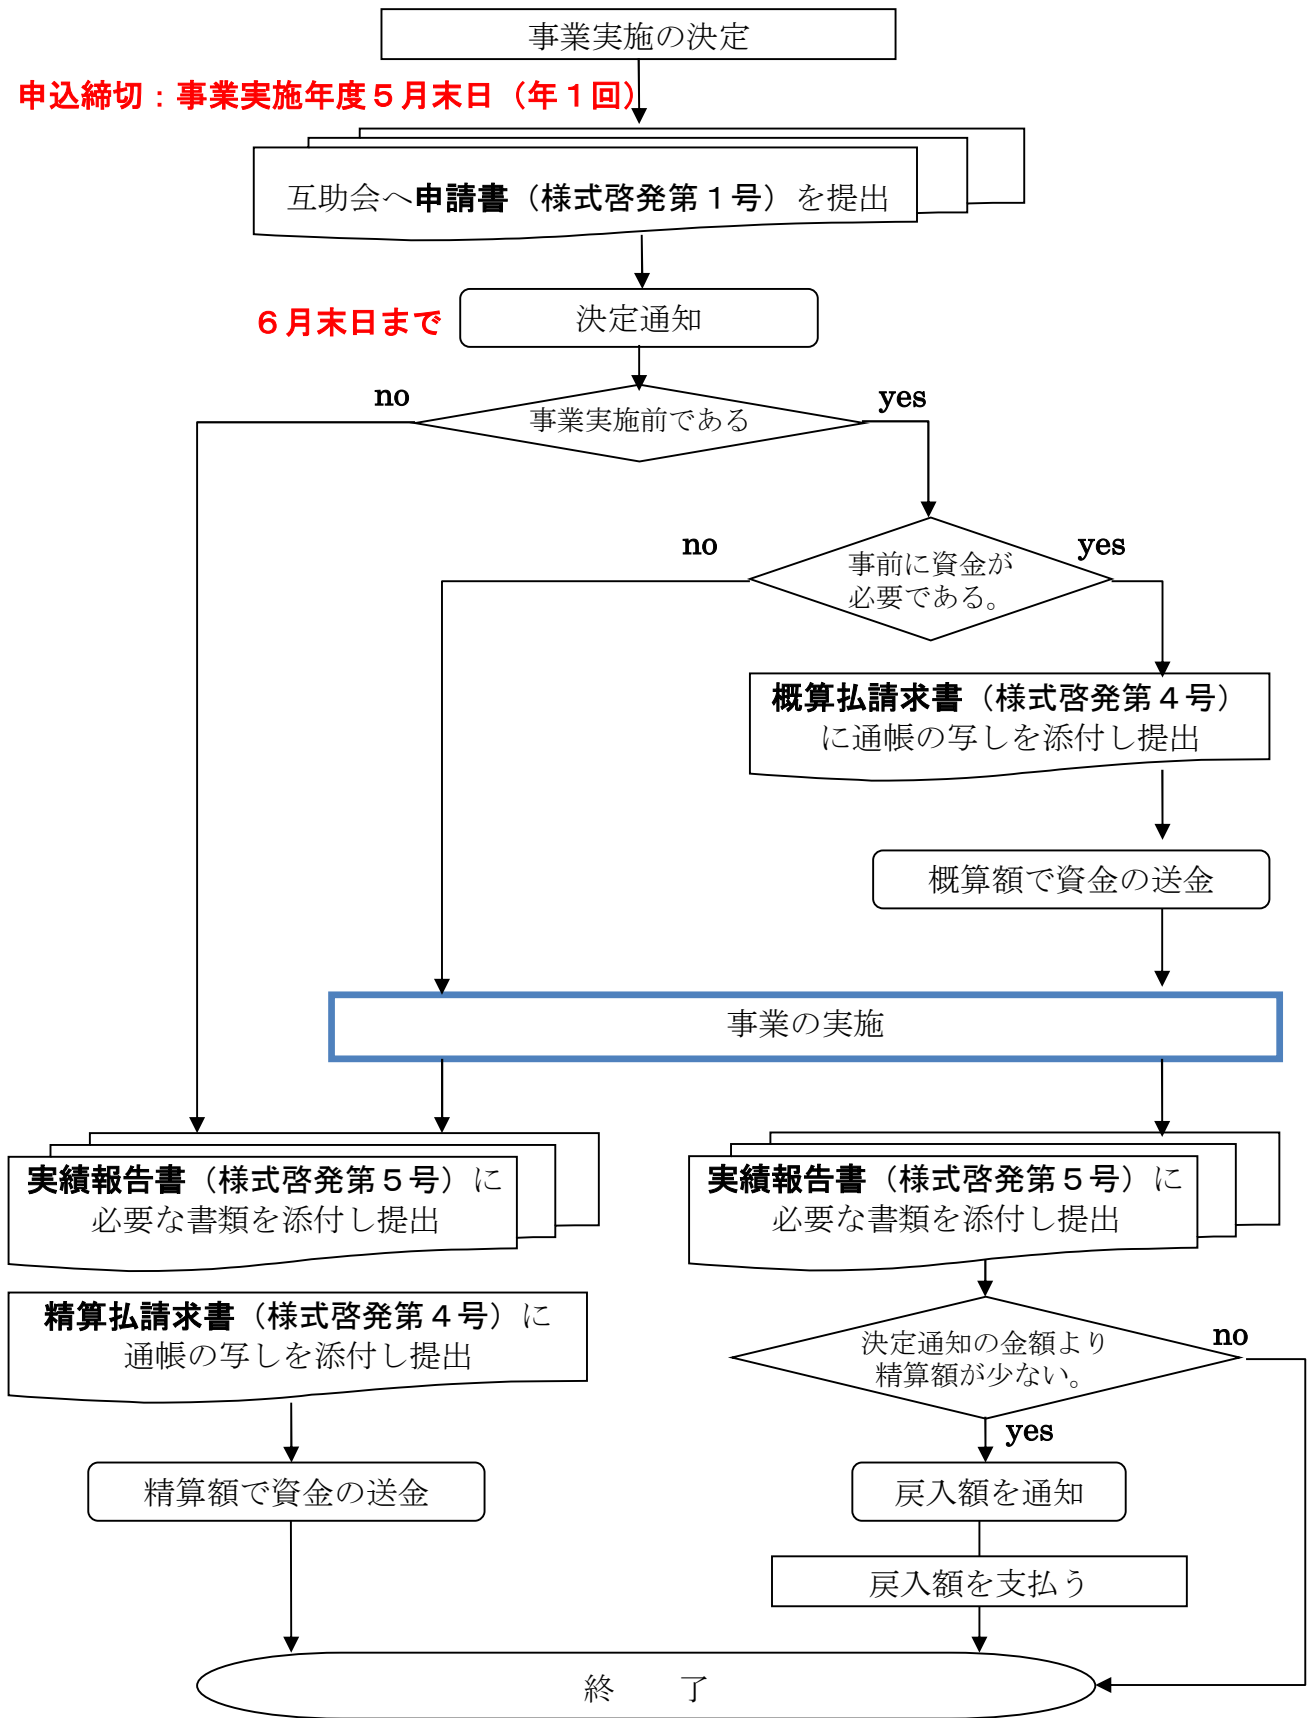 事業実施の決定
申込締切：事業実施年度５月末日（年１回）
互助会へ申請書（様式啓発第１号）を提出
６月末日まで
決定通知
no
yes
事業実施前である
no
yes
事前に資金が
必要である。
概算払請求書（様式啓発第４号）
に通帳の写しを添付し提出
概算額で資金の送金
事業の実施
実績報告書（様式啓発第５号）に
必要な書類を添付し提出
実績報告書（様式啓発第５号）に
必要な書類を添付し提出
精算払請求書（様式啓発第４号）に
通帳の写しを添付し提出
決定通知の金額より
精算額が少ない。
no
yes
精算額で資金の送金
戻入額を通知
戻入額を支払う
終　　了